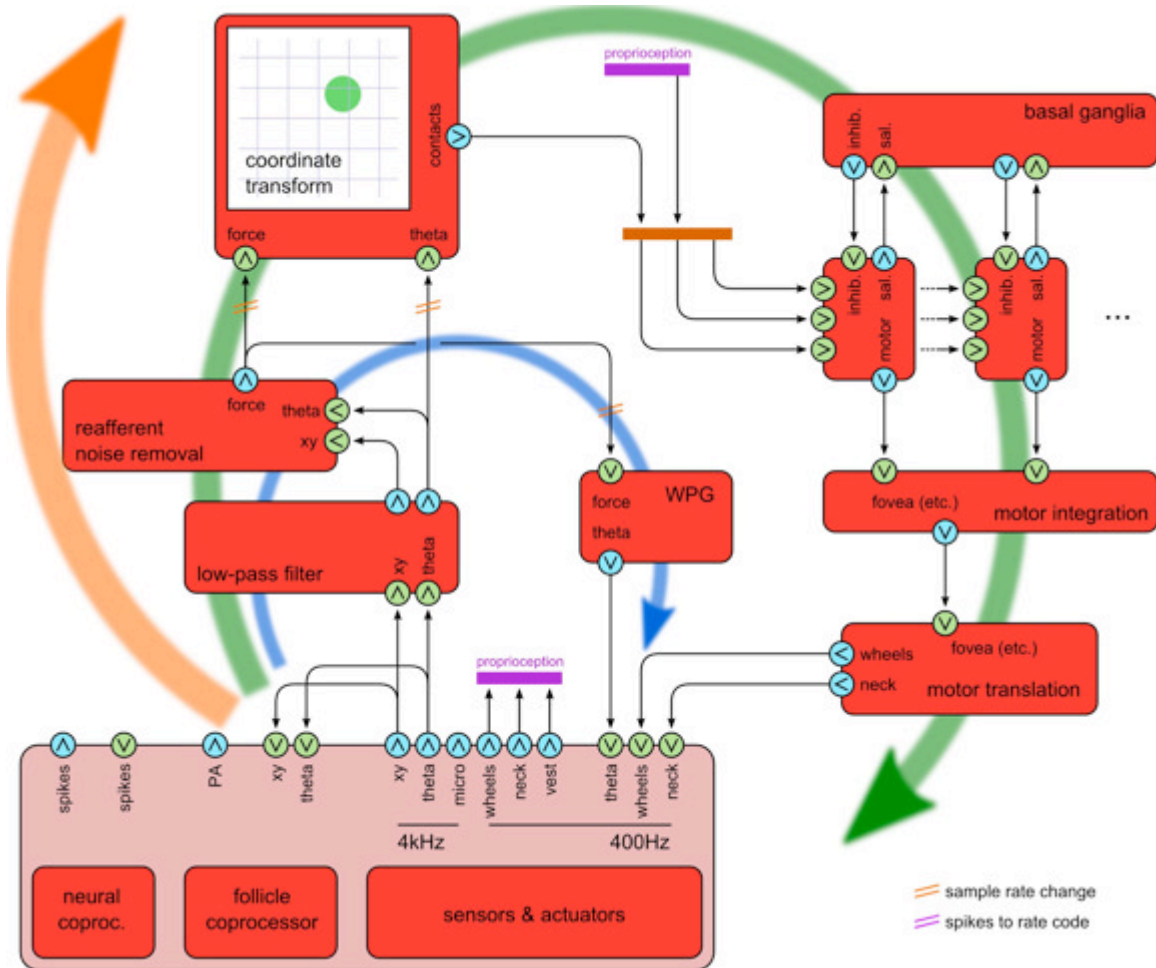 proprioception
basal ganglia
inhib.
sal.
contacts
coordinate
transform
force
theta
inhib.
sal.
motor
inhib.
sal.
motor
...
force
theta
xy
reafferent
noise removal
force
WPG
theta
fovea (etc.)
motor integration
xy
theta
low-pass filter
fovea (etc.)
wheels
neck
motor translation
proprioception
spikes
spikes
PA
xy
theta
xy
theta
micro
wheels
neck
vest
theta
wheels
neck
4kHz
400Hz
neural
coproc.
follicle
coprocessor
sensors & actuators
sample rate change
spikes to rate code